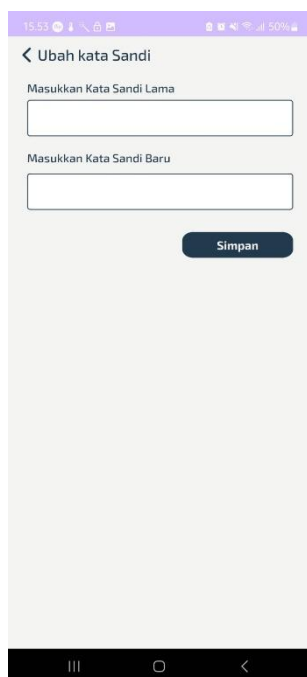 15.53 50%
Ubah kata Sandi
Masukkan Kata Sandi Lama
Masukkan Kata Sandi Baru
Simpan